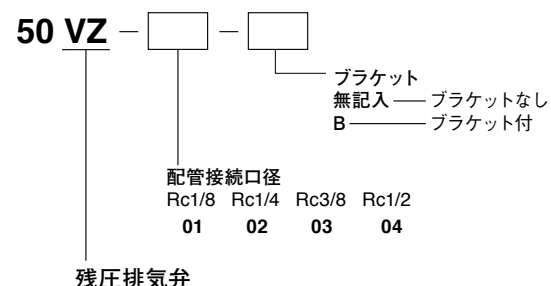 50 VZ － □ － □
ブラケット
無記入 ── ブラケットなし
B ──── ブラケット付
配管接続口径
Rc1/8 Rc1/4 Rc3/8 Rc1/2
01 02 03 04
残圧排気弁